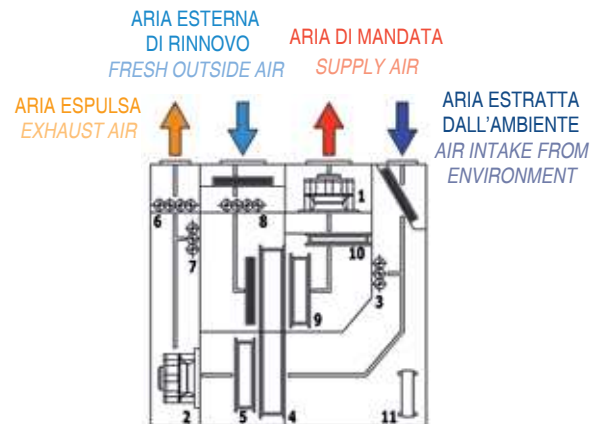 ARIA ESTERNA
DI RINNOVO
FRESH OUTSIDE AIR
ARIA DI MANDATA
SUPPLY AIR
ARIA ESPULSA
EXHAUST AIR
ARIA ESTRATTA
DALL'AMBIENTE
AIR INTAKE FROM
ENVIRONMENT
1
6
8
7
10
3
9
2
5
4
11